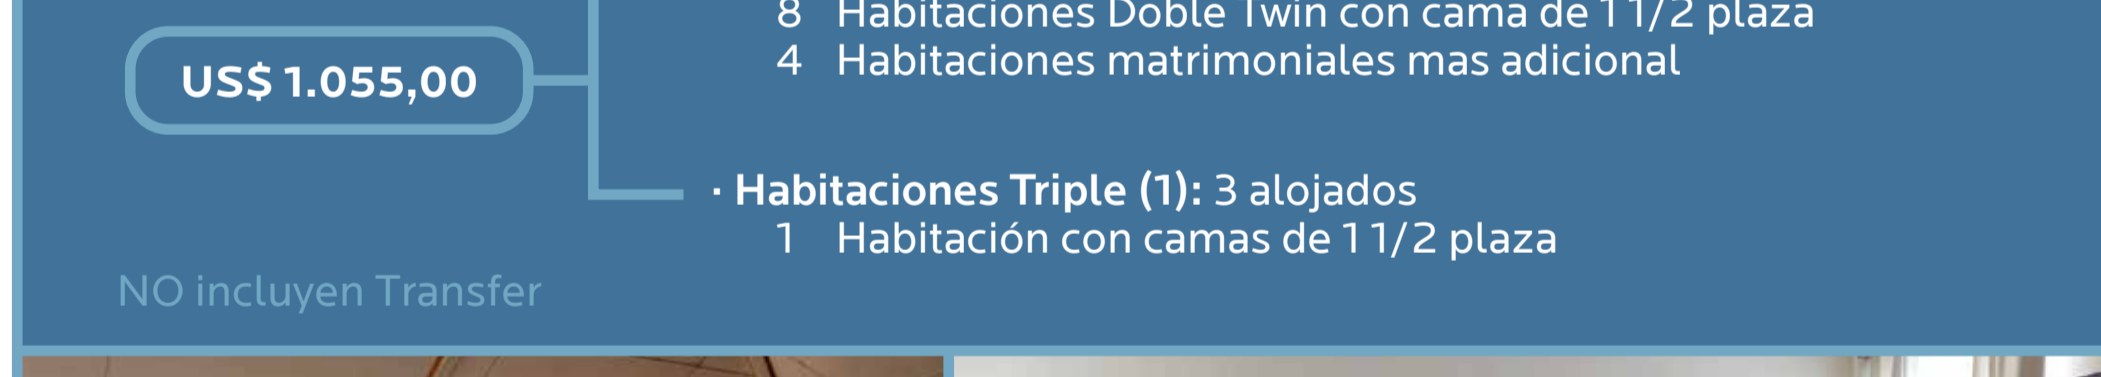 8 Habitaciones Doble Twin con cama de 1 1/2 plaza
4 Habitaciones matrimoniales mas adicional
US$ 1.055,00
· Habitaciones Triple (1): 3 alojados
1 Habitación con camas de 1 1/2 plaza
NO incluyen Transfer